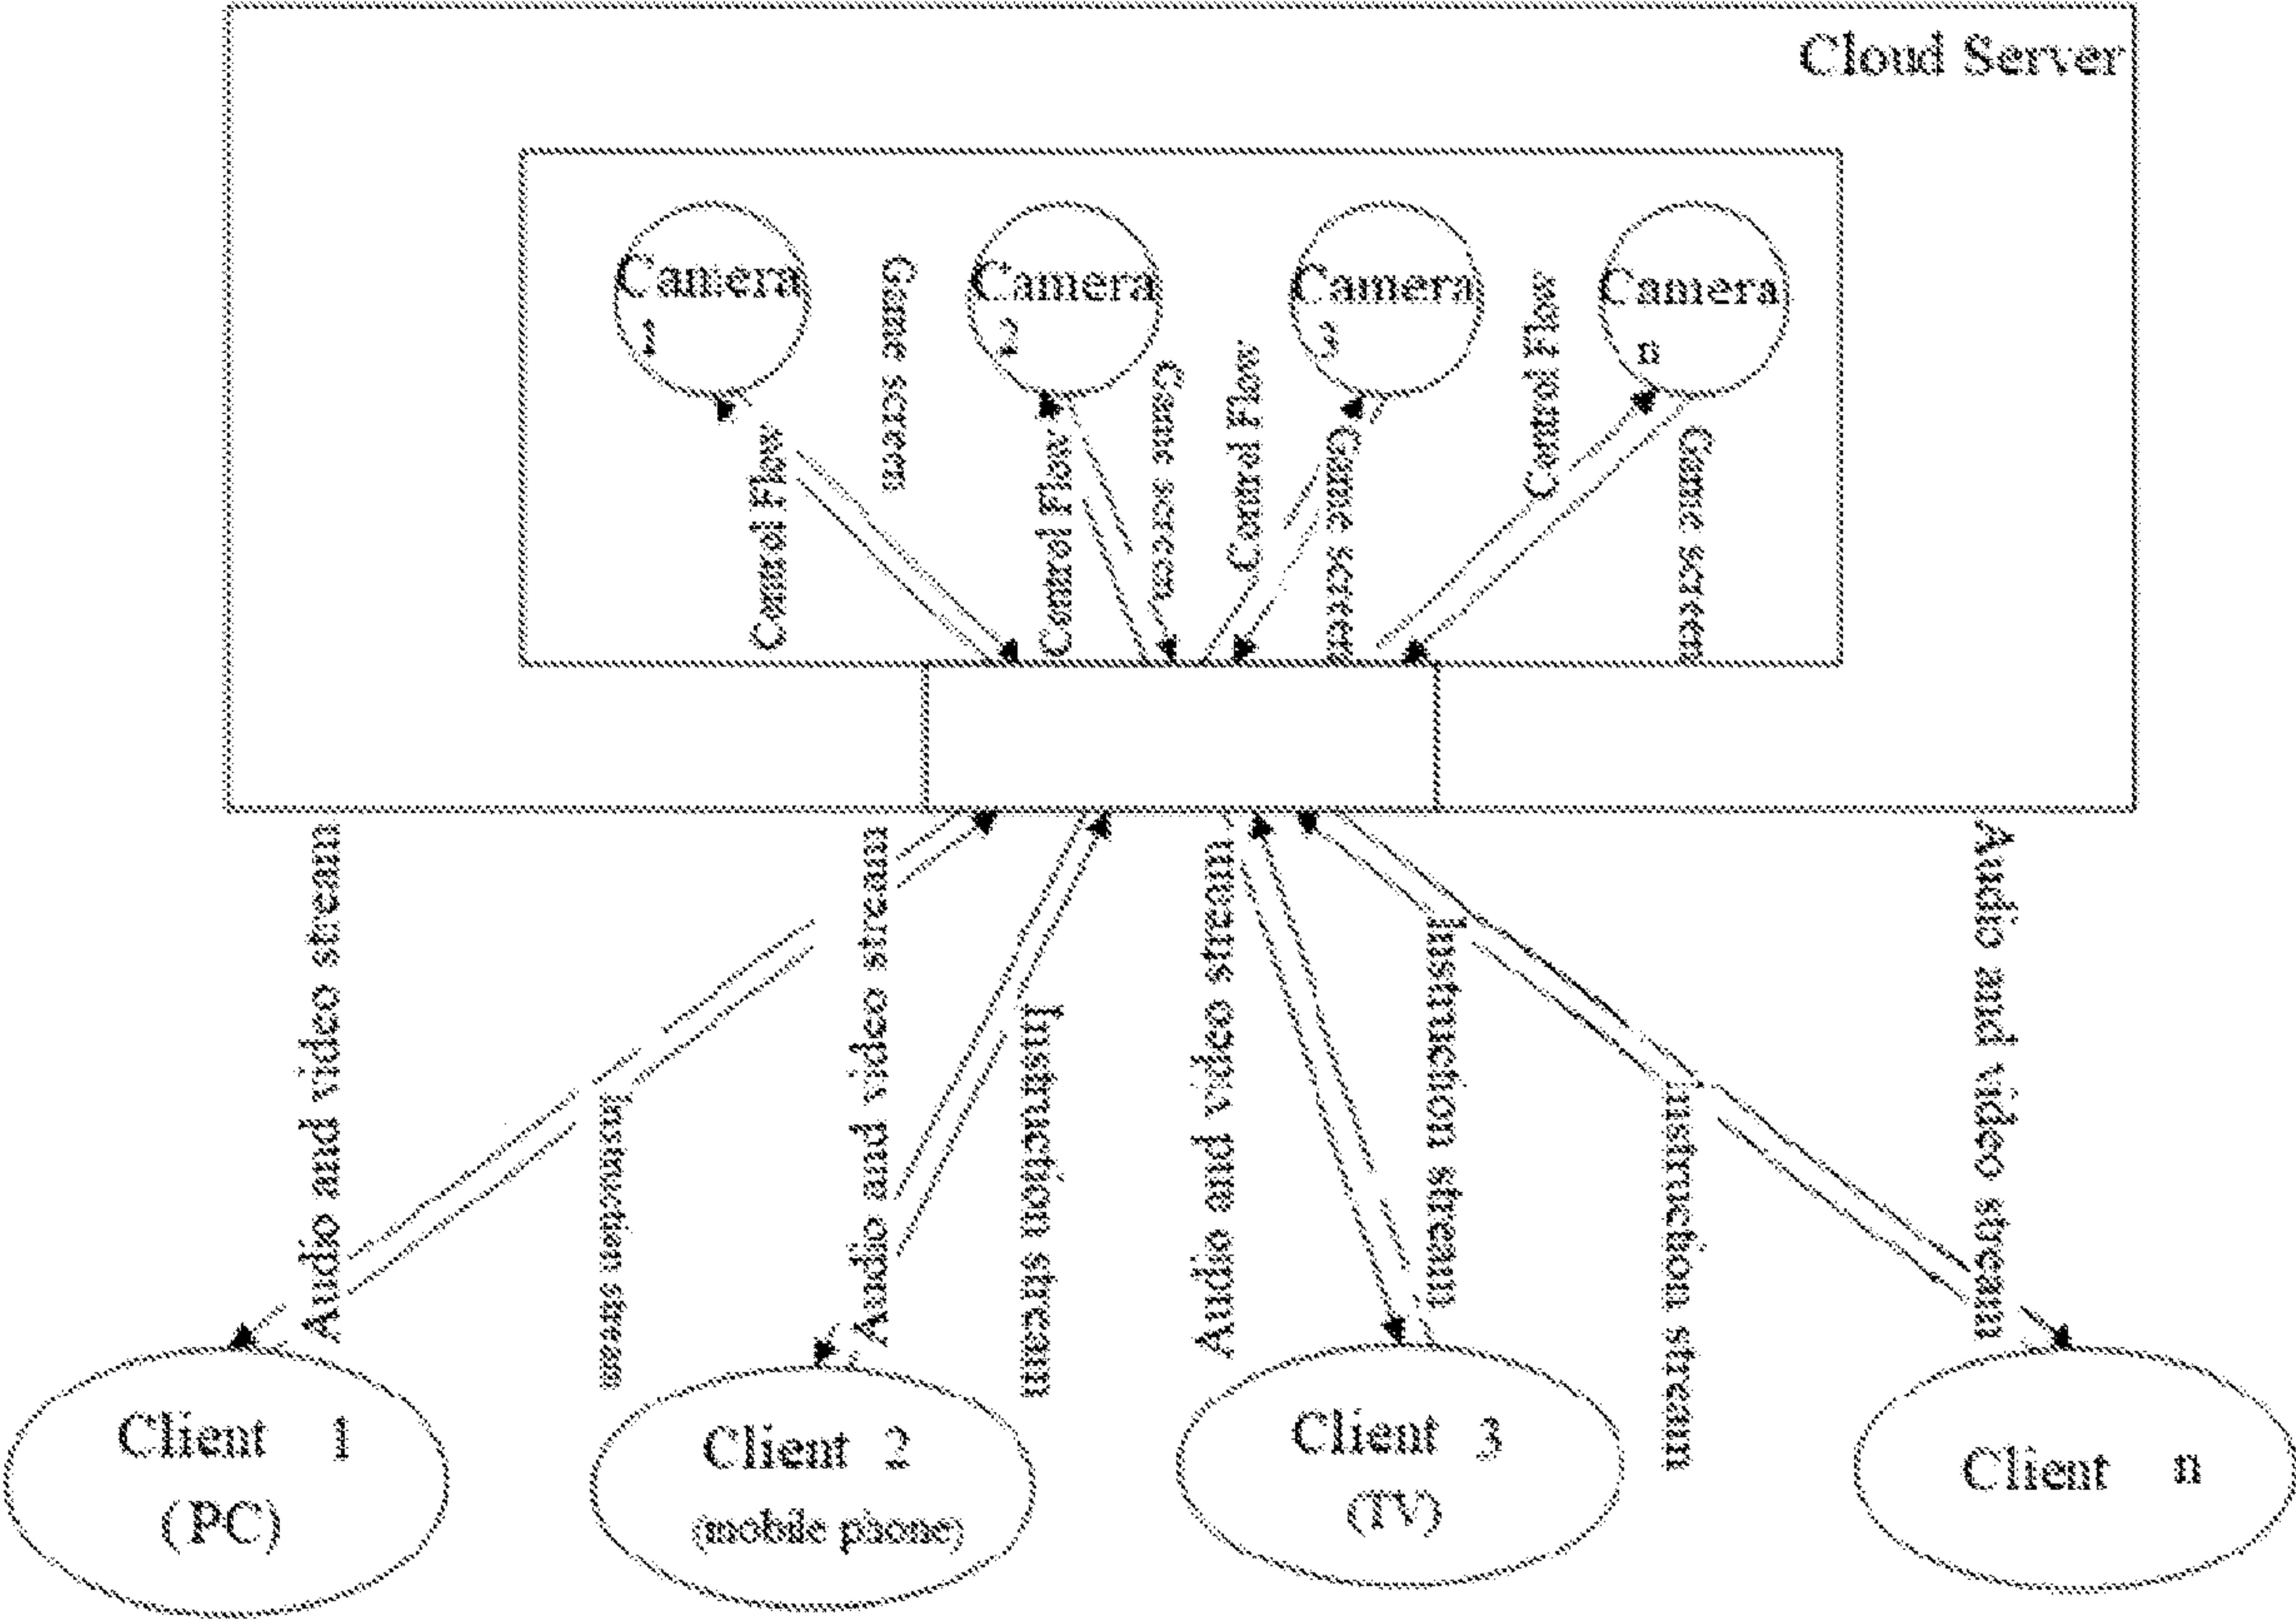 Cloud Server
Camera
1
Game screen
Camera
2
Camera
3
Camera
n
Control Flow
Control Flow
Game screen
Control Flow
Game screen
Control Flow
Game screen
Audio and video stream
Instruction stream
Audio and video stream
Instruction stream
Audio and video stream
Instruction stream
Instruction stream
Audio and video stream
Client 1
(PC)
Client 2
(mobile phone)
Client 3
(TV)
Client n